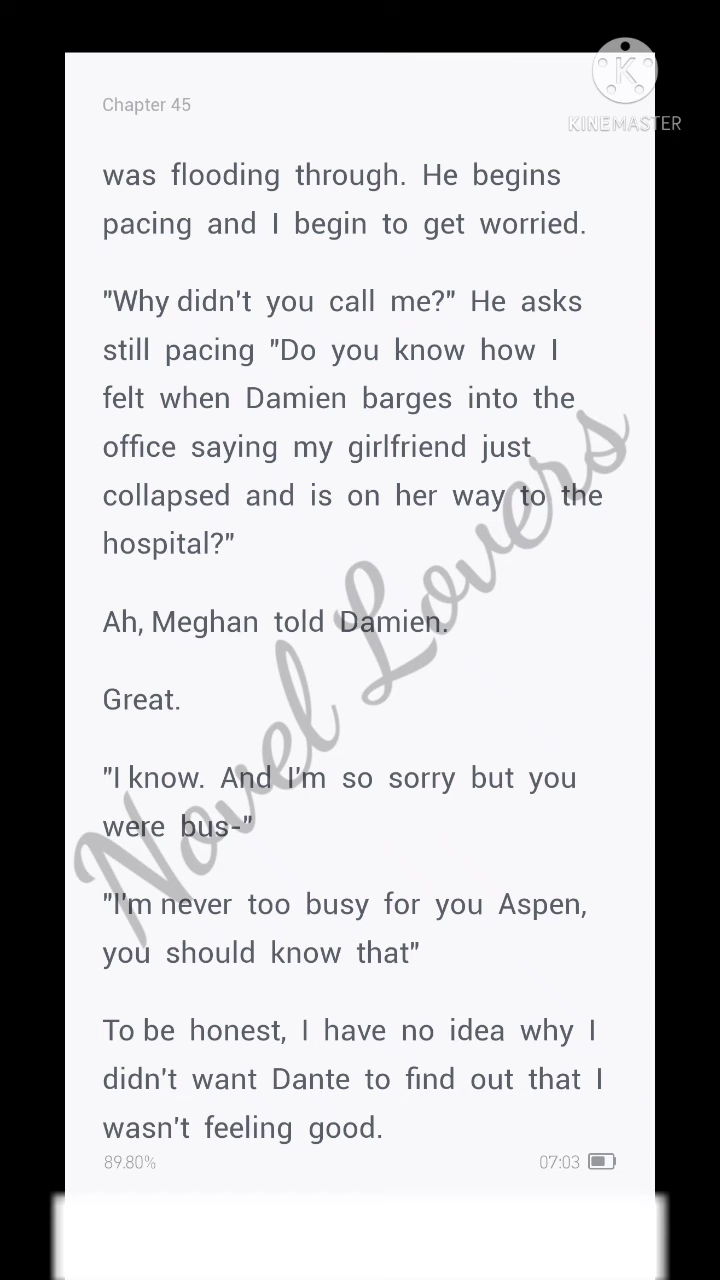 K
KINEMASTER
Chapter 45
was flooding through. He begins
pacing and I begin to get worried.
"Why didn't you call me?" He asks
still pacing "Do you know how I
felt when Damien barges into the
office saying my girlfriend just
collapsed and is on her way to the
hospital?"
Ah, Meghan told Damien.
Great.
"I know. And I'm so sorry but you
were bus-"
"I'm never too busy for you Aspen,
you should know that"
To be honest, I have no idea why I
didn't want Dante to find out that I
wasn't feeling good.
89.80% 07:03
Novel Lovers